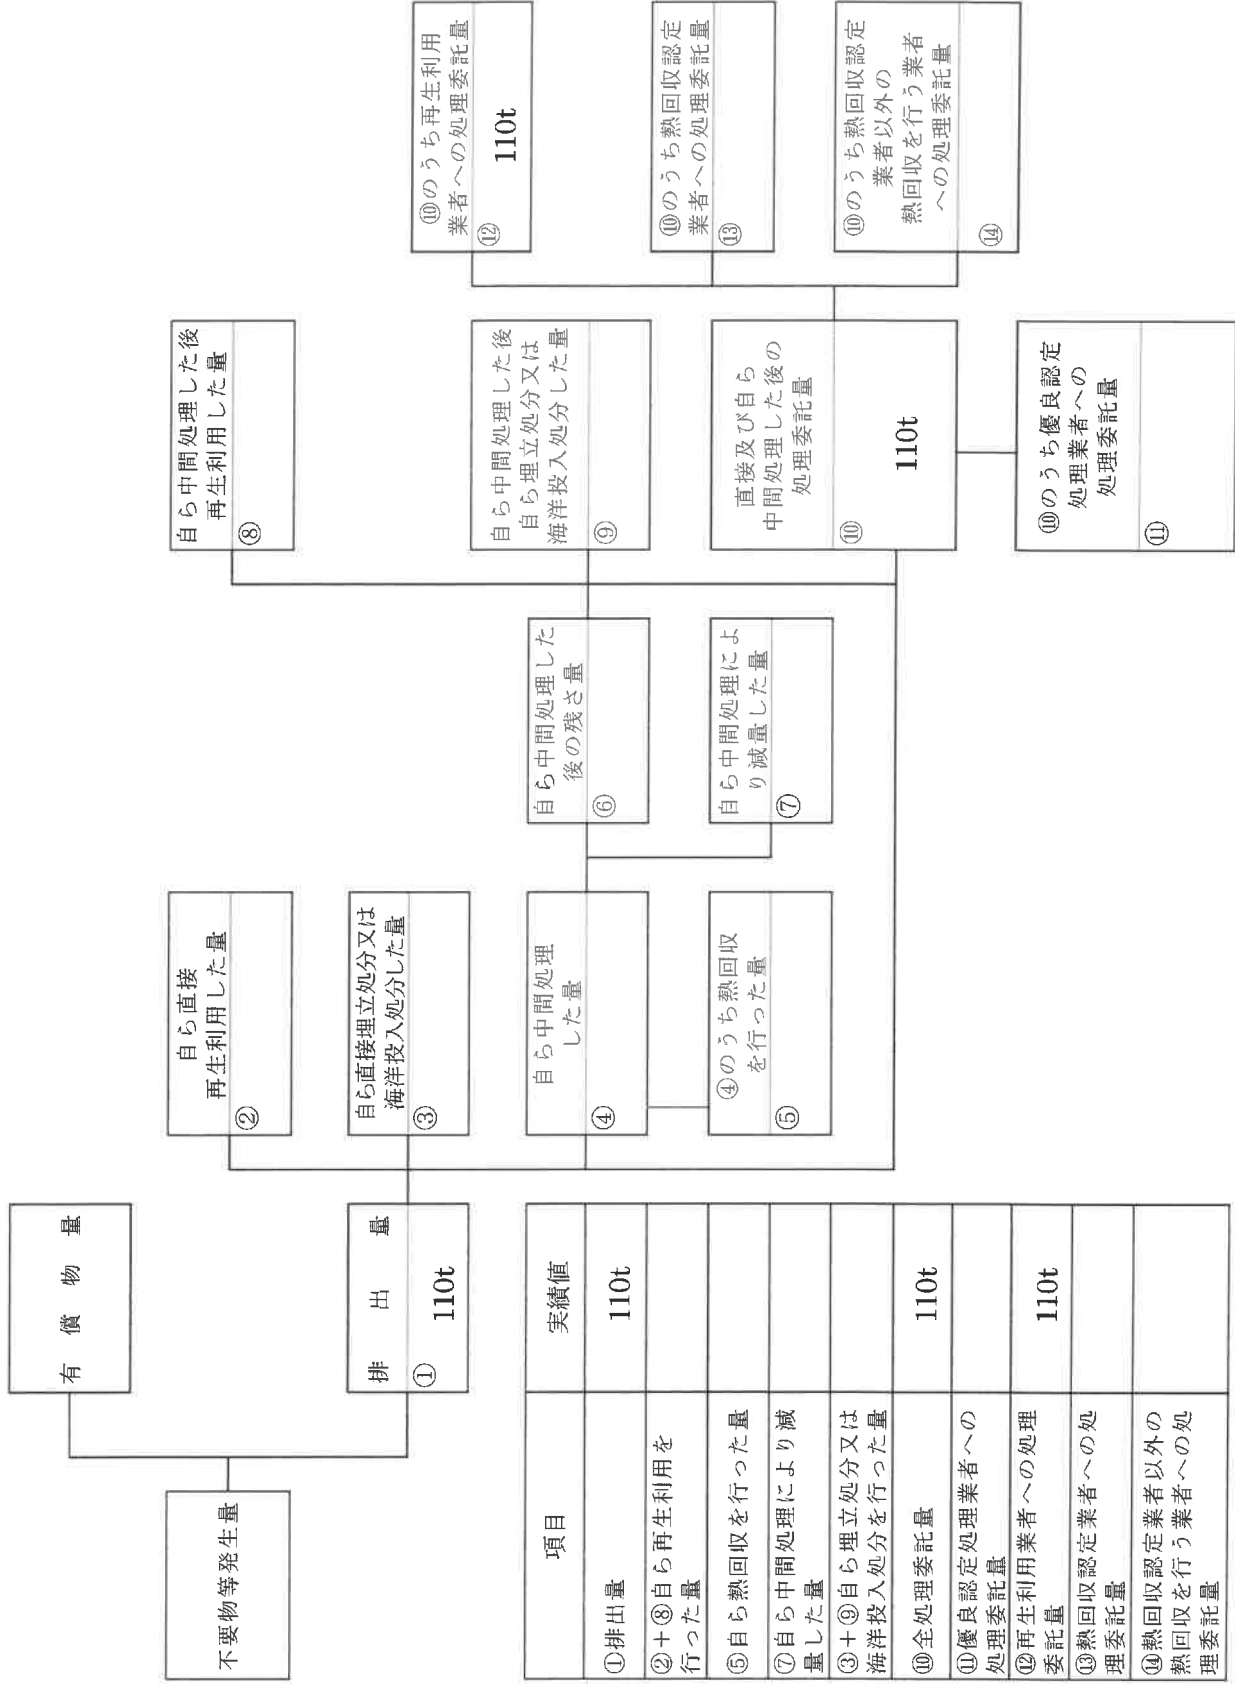 不要物等発生量
有償物量
排出量
①
110t
自ら直接
再生利用した量
②
自ら直接埋立処分又は
海洋投入処分した量
③
自ら中間処理
した量
④
④のうち熱回収
を行った量
⑤
自ら中間処理した
後の残さ量
⑥
自ら中間処理によ
り減量した量
⑦
自ら中間処理した後
再生利用した量
⑧
自ら中間処理した後
自ら埋立処分又は
海洋投入処分した量
⑨
直接及び自ら
中間処理した後の
処理委託量
⑩
110t
⑩のうち優良認定
処理業者への
処理委託量
⑪
⑩のうち再生利用
業者への処理委託量
⑫
110t
⑩のうち熱回収認定
業者への処理委託量
⑬
⑩のうち熱回収認定
業者以外の
熱回収を行う業者
への処理委託量
⑭
項目 実績値
①排出量 110t
②+⑧自ら再生利用を
行った量
⑤自ら熱回収を行った量
⑦自ら中間処理により減
量した量
③+⑨自ら埋立処分又は
海洋投入処分を行った量
⑩全処理委託量 110t
⑪優良認定処理業者への
処理委託量
⑫再生利用業者への処理
委託量 110t
⑬熱回収認定業者への処
理委託量
⑭熱回収認定業者以外の
熱回収を行う業者への処
理委託量